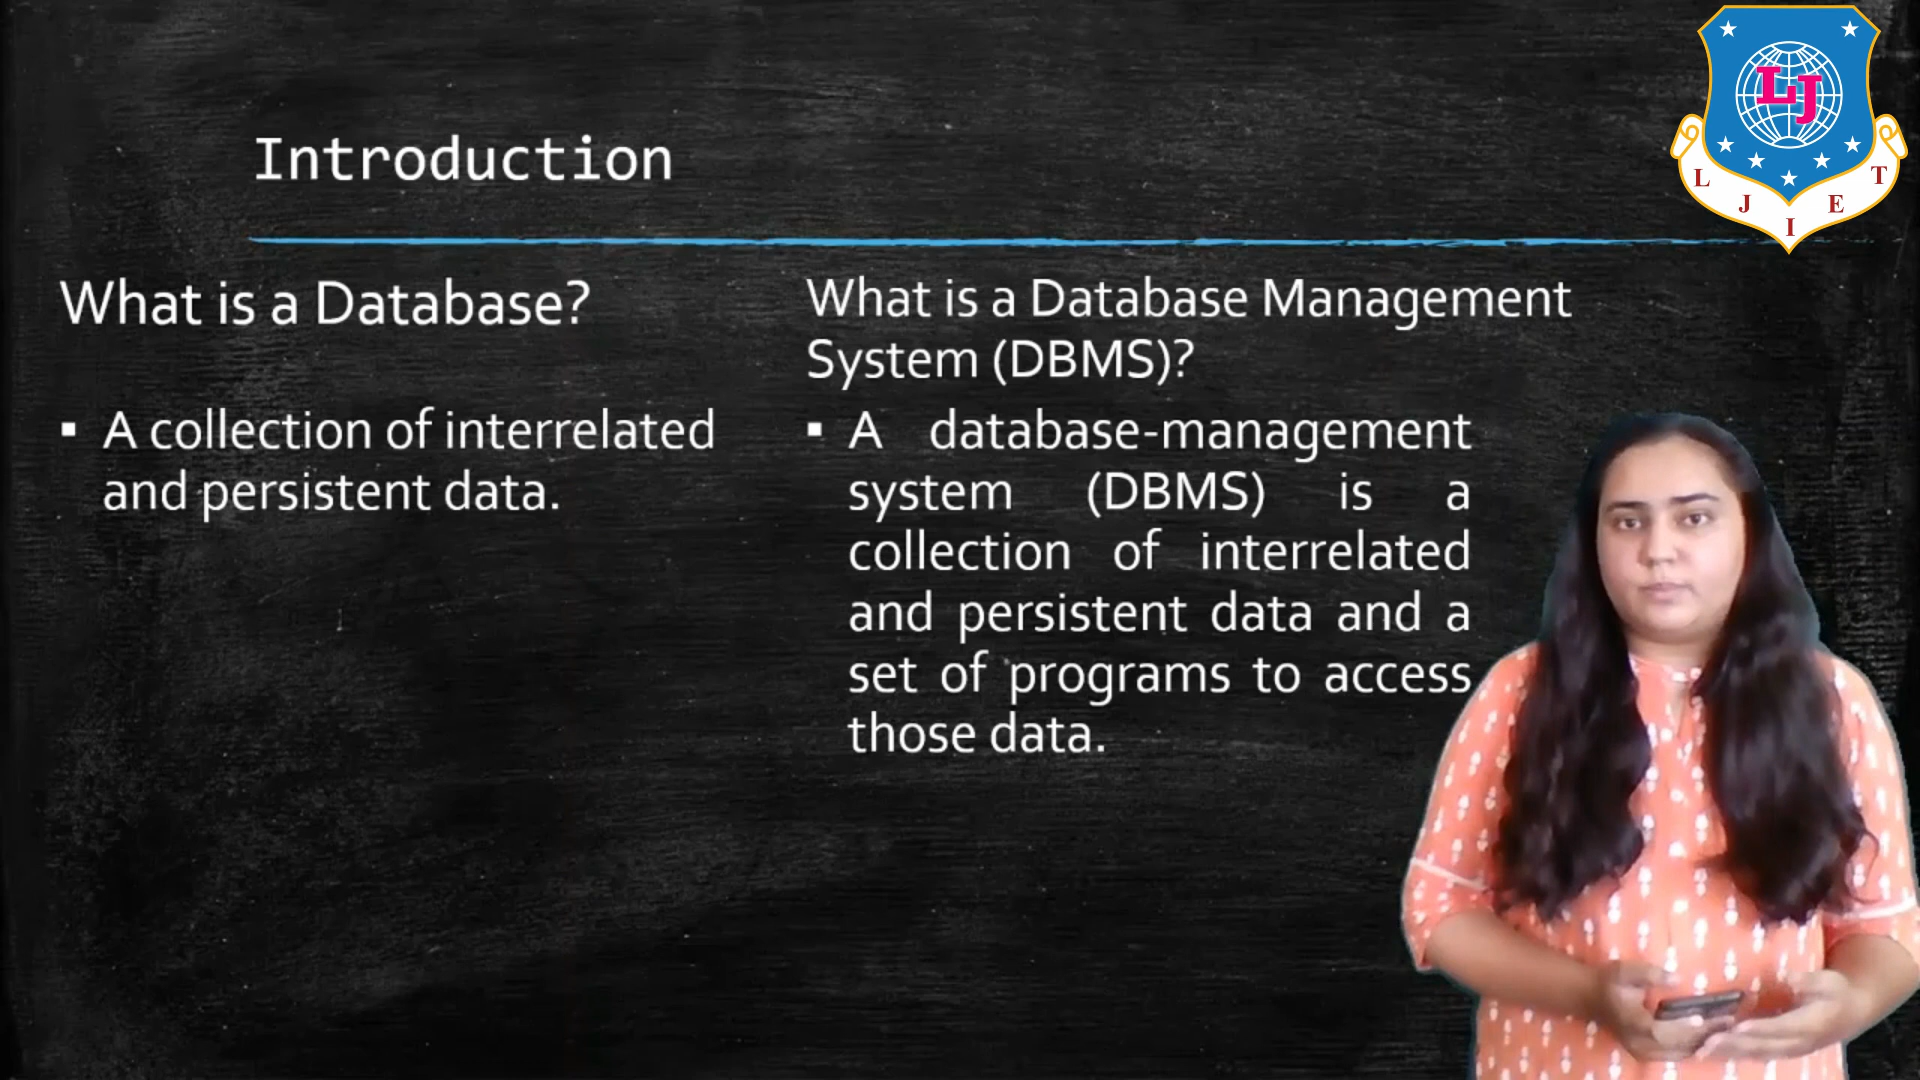 Introduction
What is a Database?
▪ A collection of interrelated
and persistent data.
What is a Database Management
System (DBMS)?
▪ A database-management
system (DBMS) is a
collection of interrelated
and persistent data and a
set of programs to access
those data.
LJ
L J I E T